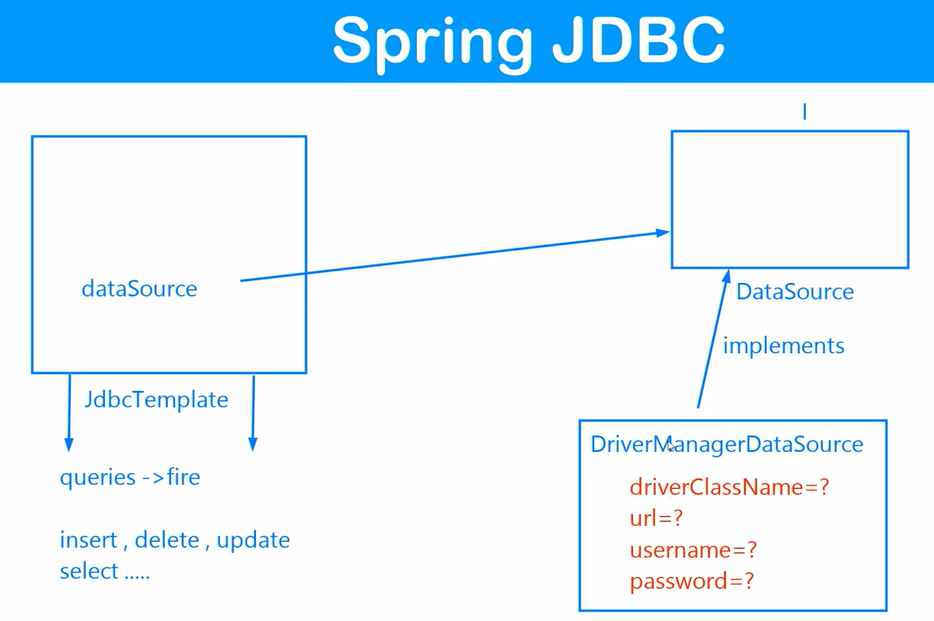 Spring JDBC
I
dataSource
DataSource
implements
JdbcTemplate
queries ->fire
insert , delete , update
select .....
DriverManagerDataSource
driverClassName=?
url=?
username=?
password=?